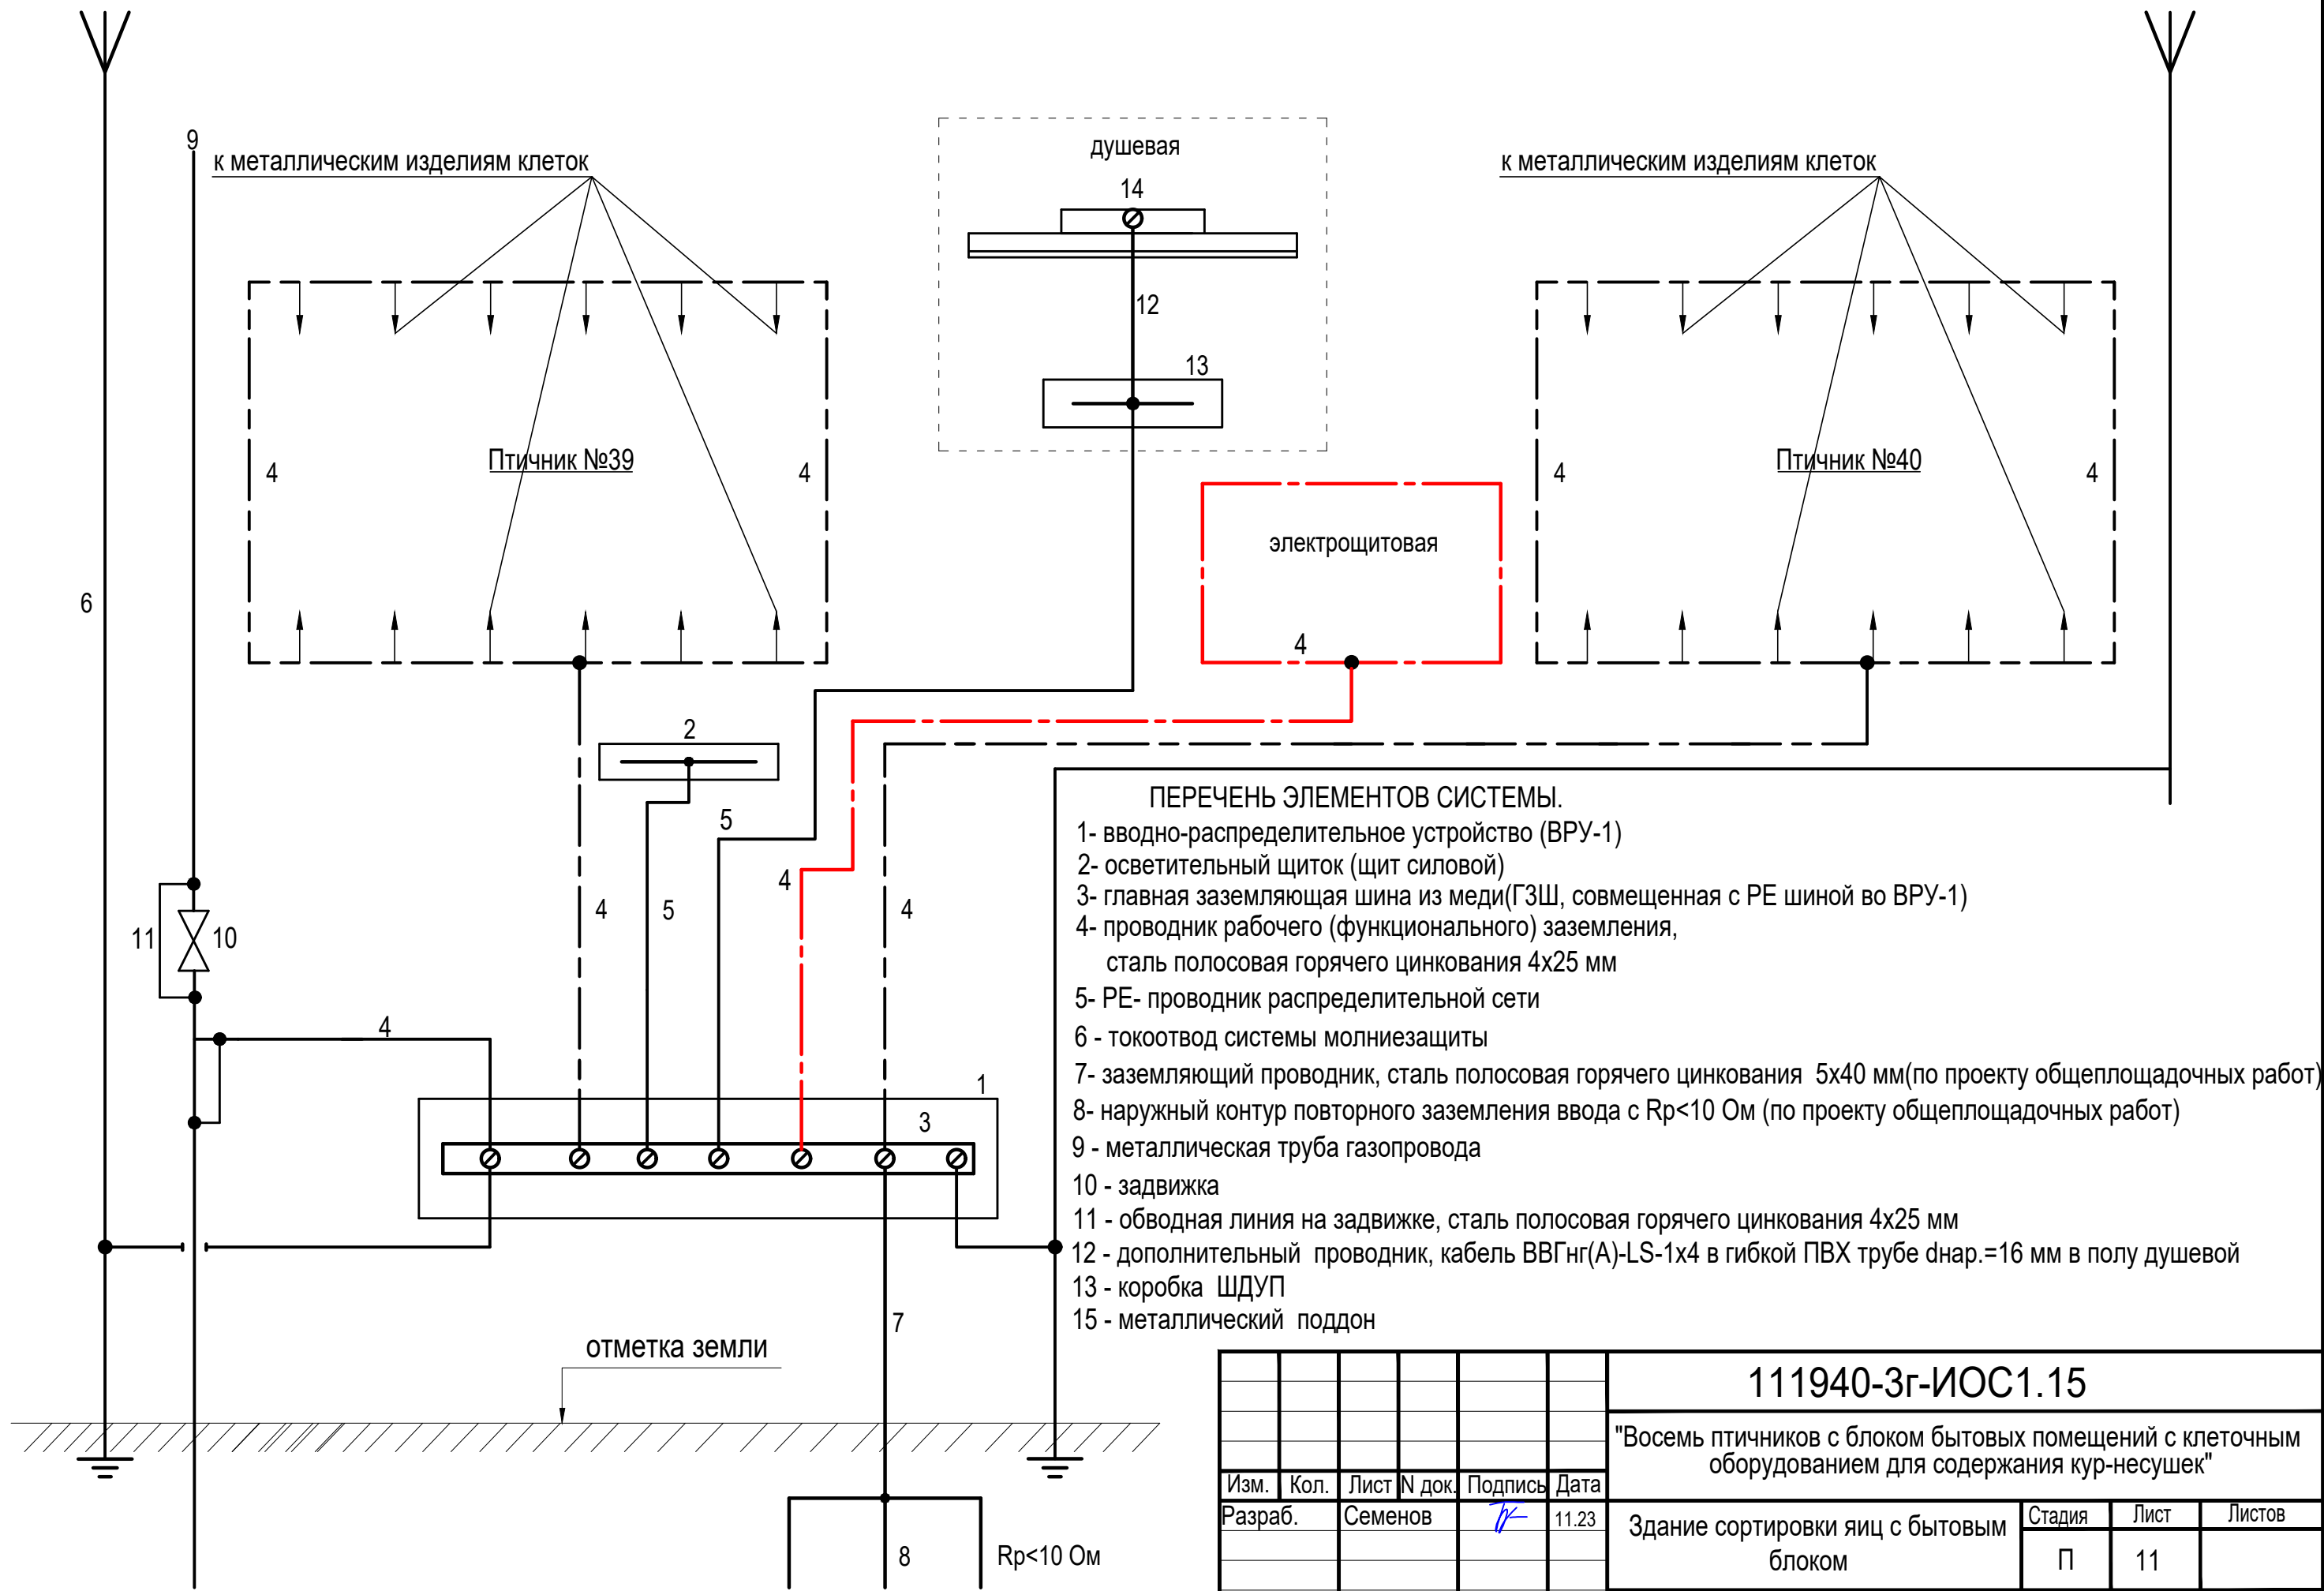 9
к металлическим изделиям клеток
душевая
14
к металлическим изделиям клеток
12
13
4
Птичник №39
4
4
Птичник №40
4
электрощитовая
6
4
2
5
4
5
4
4
11
10
4
1
3
7
отметка земли
8
Rp<10 Ом
ПЕРЕЧЕНЬ ЭЛЕМЕНТОВ СИСТЕМЫ.
1- вводно-распределительное устройство (ВРУ-1)
2- осветительный щиток (щит силовой)
3- главная заземляющая шина из меди(ГЗШ, совмещенная с РЕ шиной во ВРУ-1)
4- проводник рабочего (функционального) заземления,
сталь полосовая горячего цинкования 4х25 мм
5- РЕ- проводник распределительной сети
6 - токоотвод системы молниезащиты
7- заземляющий проводник, сталь полосовая горячего цинкования 5х40 мм(по проекту общеплощадочных работ)
8- наружный контур повторного заземления ввода с Rp<10 Ом (по проекту общеплощадочных работ)
9 - металлическая труба газопровода
10 - задвижка
11 - обводная линия на задвижке, сталь полосовая горячего цинкования 4х25 мм
12 - дополнительный проводник, кабель ВВГнг(А)-LS-1х4 в гибкой ПВХ трубе dнар.=16 мм в полу душевой
13 - коробка ШДУП
15 - металлический поддон
111940-3г-ИОС1.15
"Восемь птичников с блоком бытовых помещений с клеточным
оборудованием для содержания кур-несушек"
Изм. Кол. Лист N док. Подпись Дата
Разраб. Семенов 11.23
Здание сортировки яиц с бытовым
блоком
Стадия Лист Листов
П 11